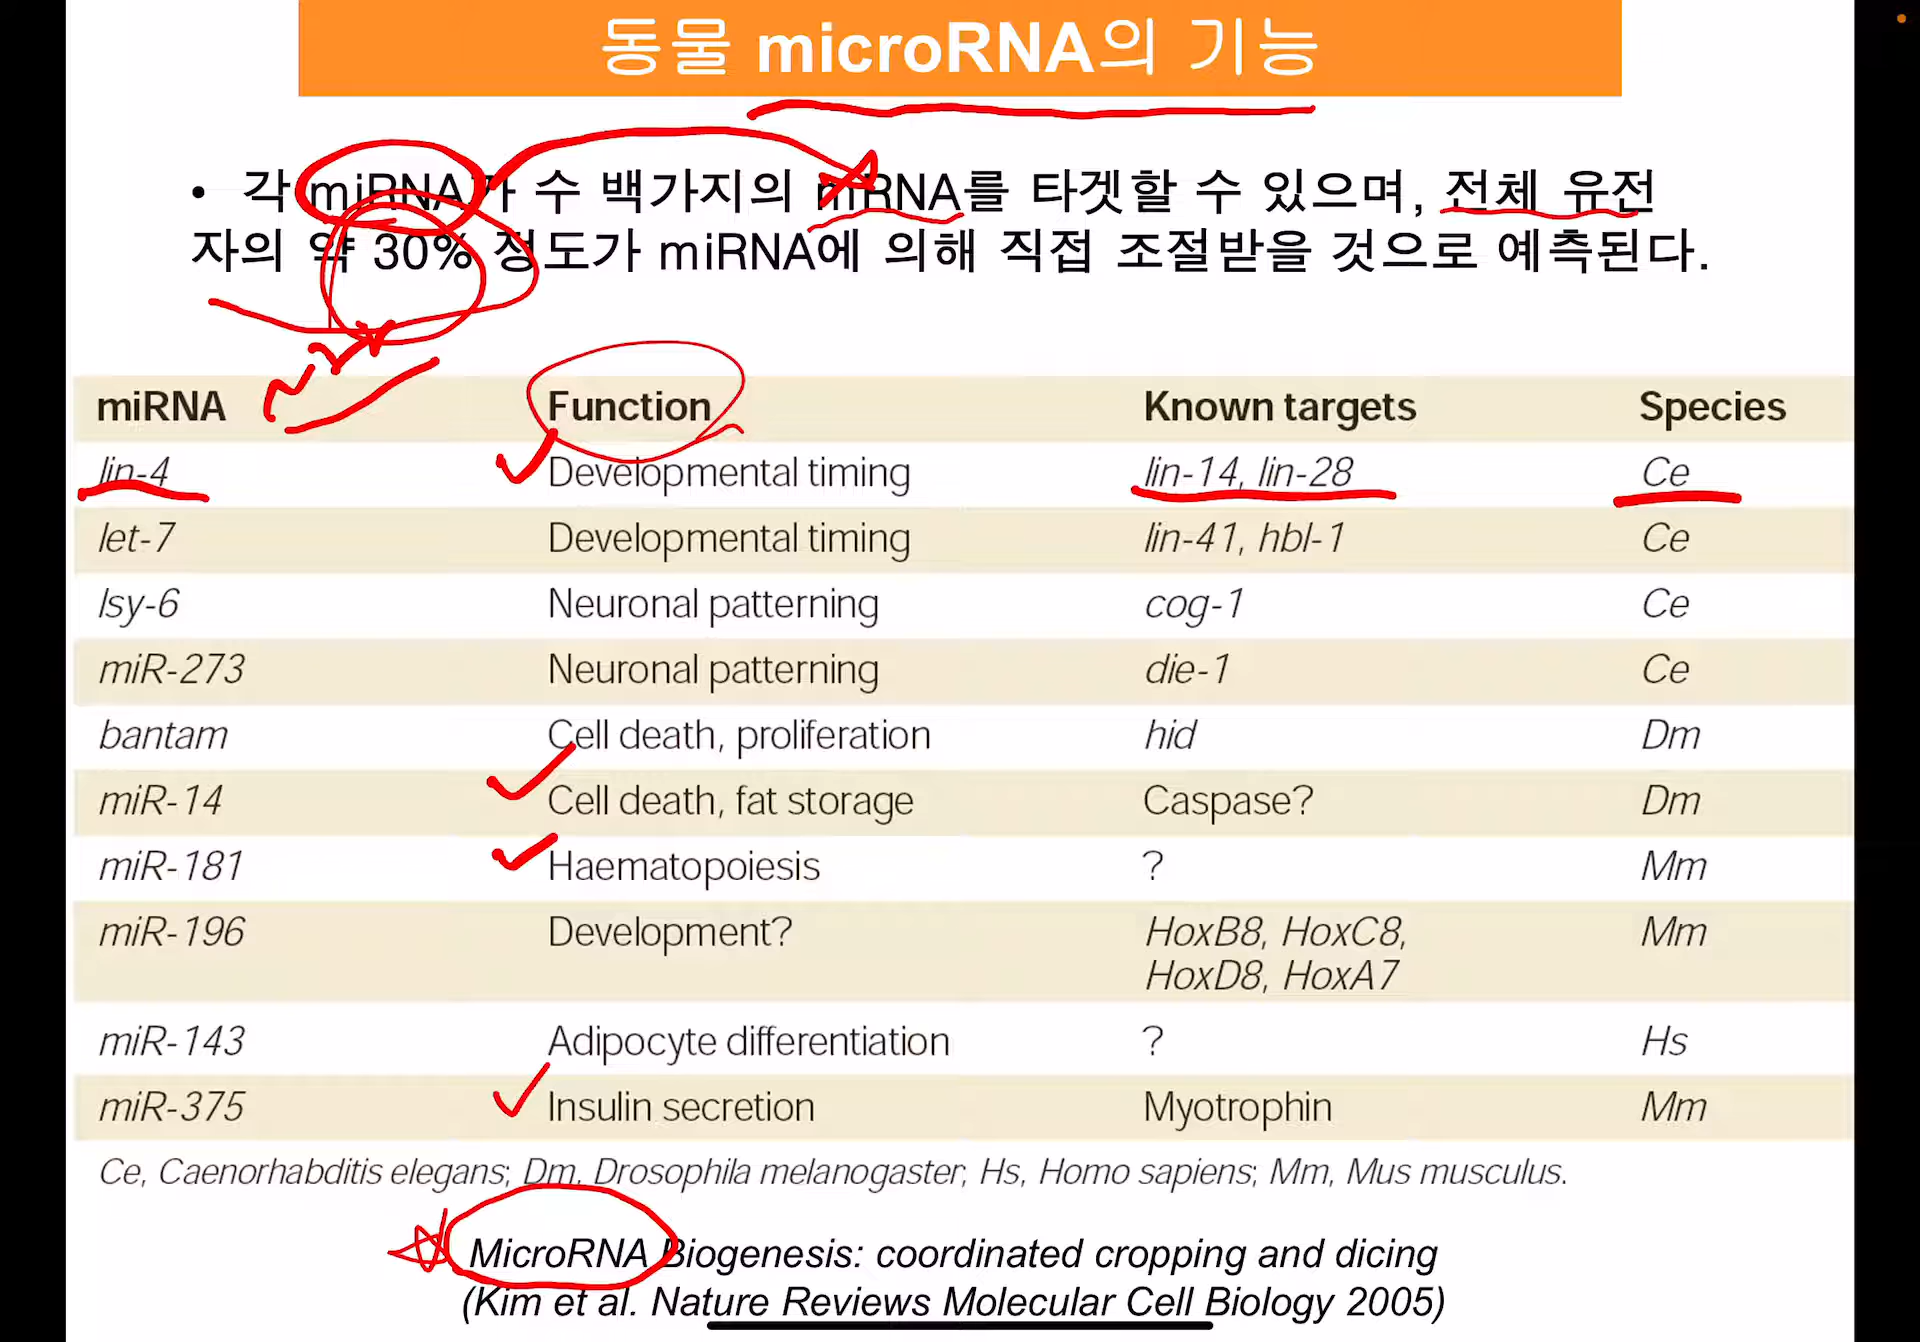 동물 microRNA의 기능
• 각 miRNA가 수 백가지의 mRNA를 타겟할 수 있으며, 전체 유전
자의 약 30% 정도가 miRNA에 의해 직접 조절받을 것으로 예측된다.
miRNA Function Known targets Species
lin-4 Developmental timing lin-14, lin-28 Ce
let-7 Developmental timing lin-41, hbl-1 Ce
lsy-6 Neuronal patterning cog-1 Ce
miR-273 Neuronal patterning die-1 Ce
bantam Cell death, proliferation hid Dm
miR-14 Cell death, fat storage Caspase? Dm
miR-181 Haematopoiesis ? Mm
miR-196 Development? HoxB8, HoxC8, Mm
HoxD8, HoxA7
miR-143 Adipocyte differentiation ? Hs
miR-375 Insulin secretion Myotrophin Mm
Ce, Caenorhabditis elegans; Dm, Drosophila melanogaster; Hs, Homo sapiens; Mm, Mus musculus.
MicroRNA Biogenesis: coordinated cropping and dicing
(Kim et al. Nature Reviews Molecular Cell Biology 2005)